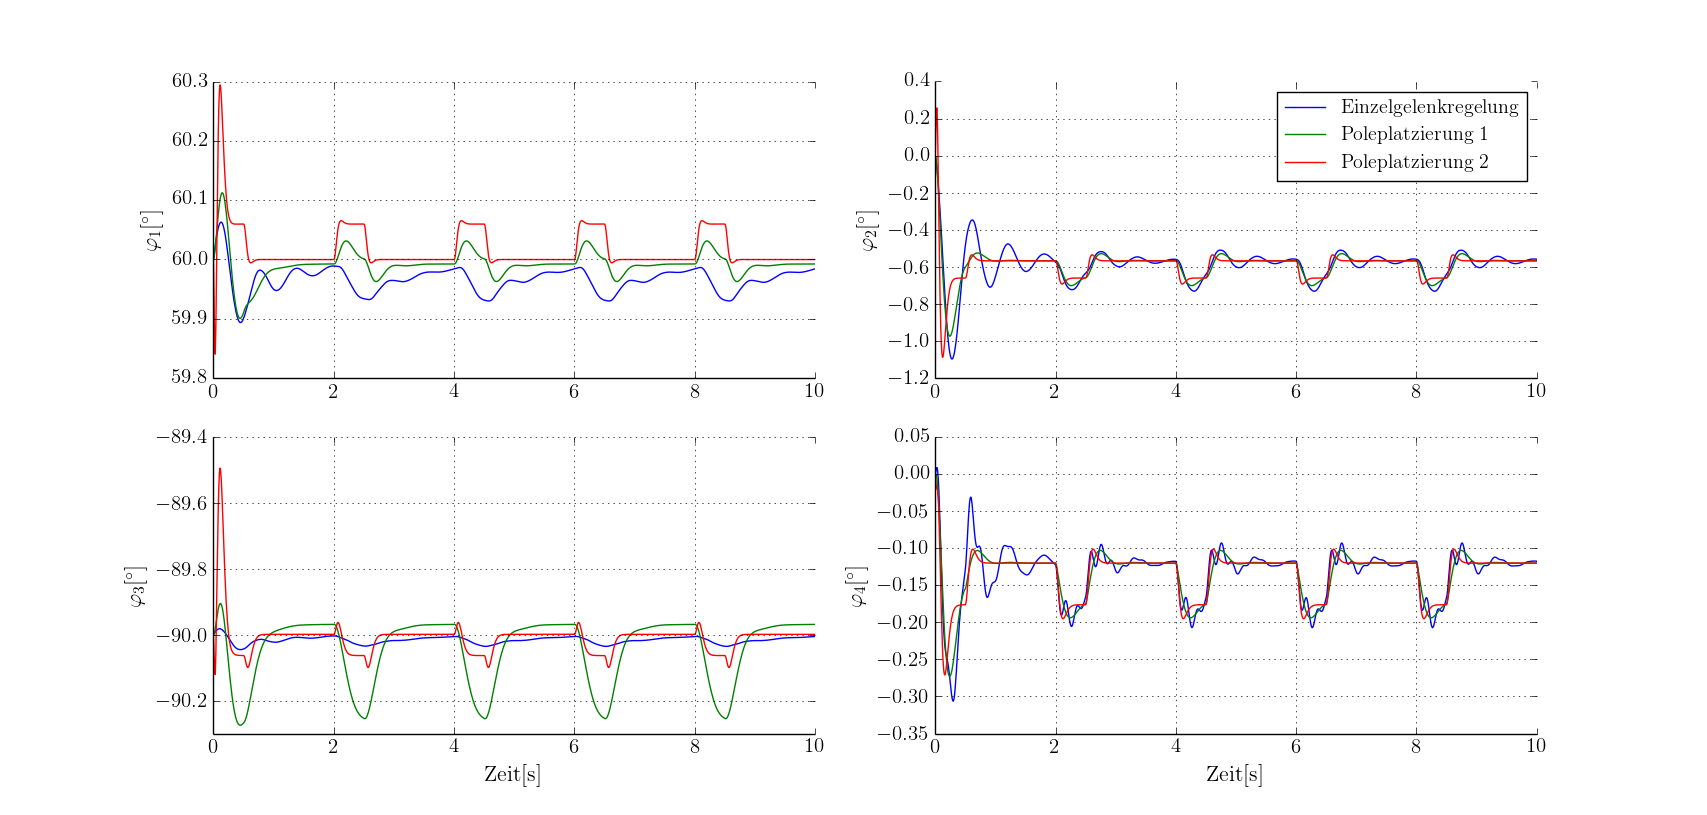 60.3
60.2
60.1
60.0
59.9
59.8
φ1[°]
0 2 4 6 8 10
0.4
0.2
0.0
−0.2
−0.4
−0.6
−0.8
−1.0
−1.2
φ2[°]
0 2 4 6 8 10
Einzelgelenkregelung
Poleplatzierung 1
Poleplatzierung 2
−89.4
−89.6
−89.8
−90.0
−90.2
φ3[°]
0 2 4 6 8 10
Zeit[s]
0.05
0.00
−0.05
−0.10
−0.15
−0.20
−0.25
−0.30
−0.35
φ4[°]
0 2 4 6 8 10
Zeit[s]